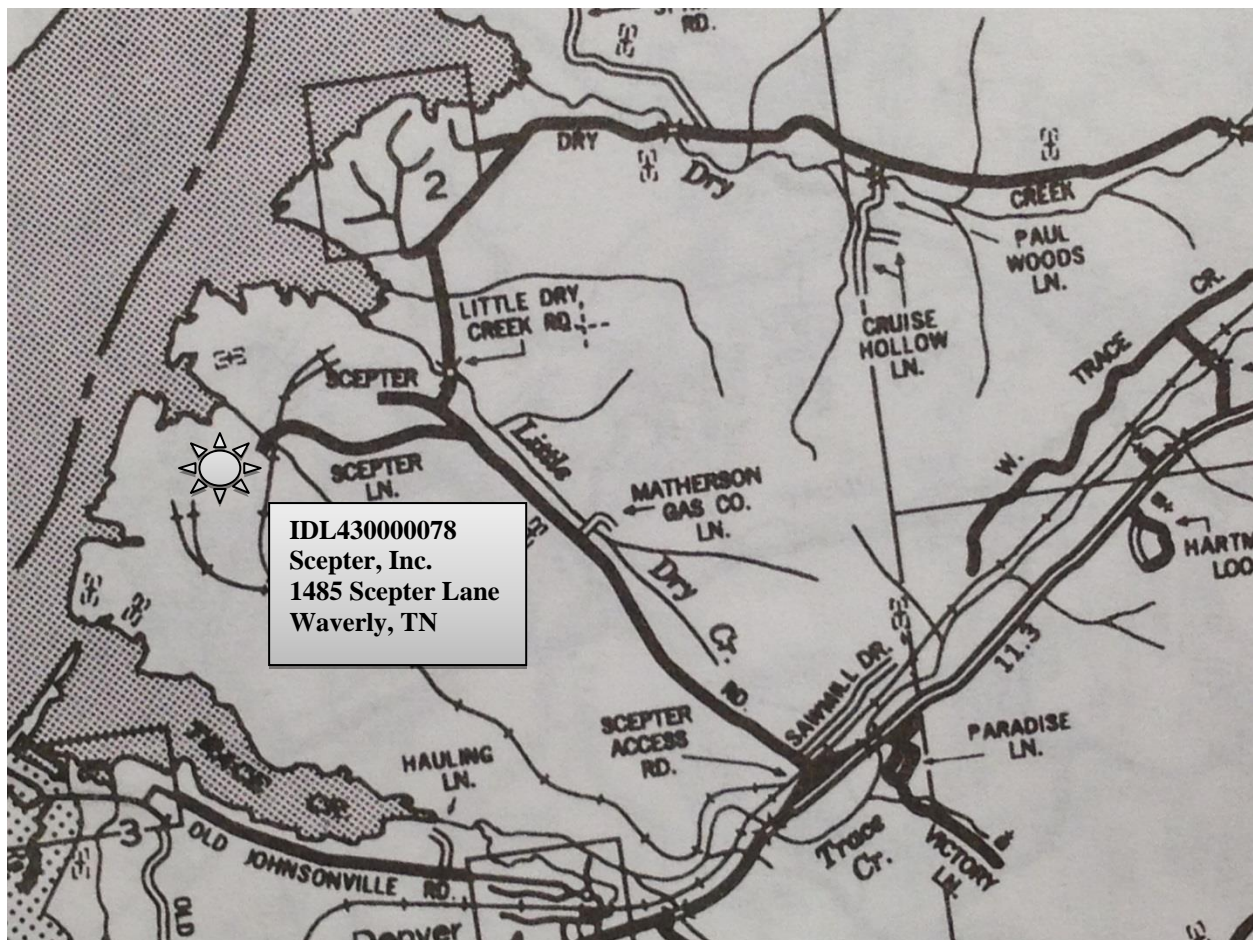 RD.
2
DRY
Dry
CREEK
PAUL
WOODS
LN.
LITTLE DRY
CREEK RD.
CRUISE
HOLLOW
LN.
TRACE
CR.
W.
SCEPTER
SCEPTER
LN.
Little
MATHERSON
GAS CO.
LN.
HARTM
LOO
IDL430000078
Scepter, Inc.
1485 Scepter Lane
Waverly, TN
Dry
Cr.
RD.
11.3
SAWMILL DR.
SCEPTER
ACCESS
RD.
PARADISE
LN.
HAULING
LN.
TRACE CR.
3
OLD JOHNSONVILLE RD.
OLD
Trace
Cr.
VICTORY
LN.
Denver